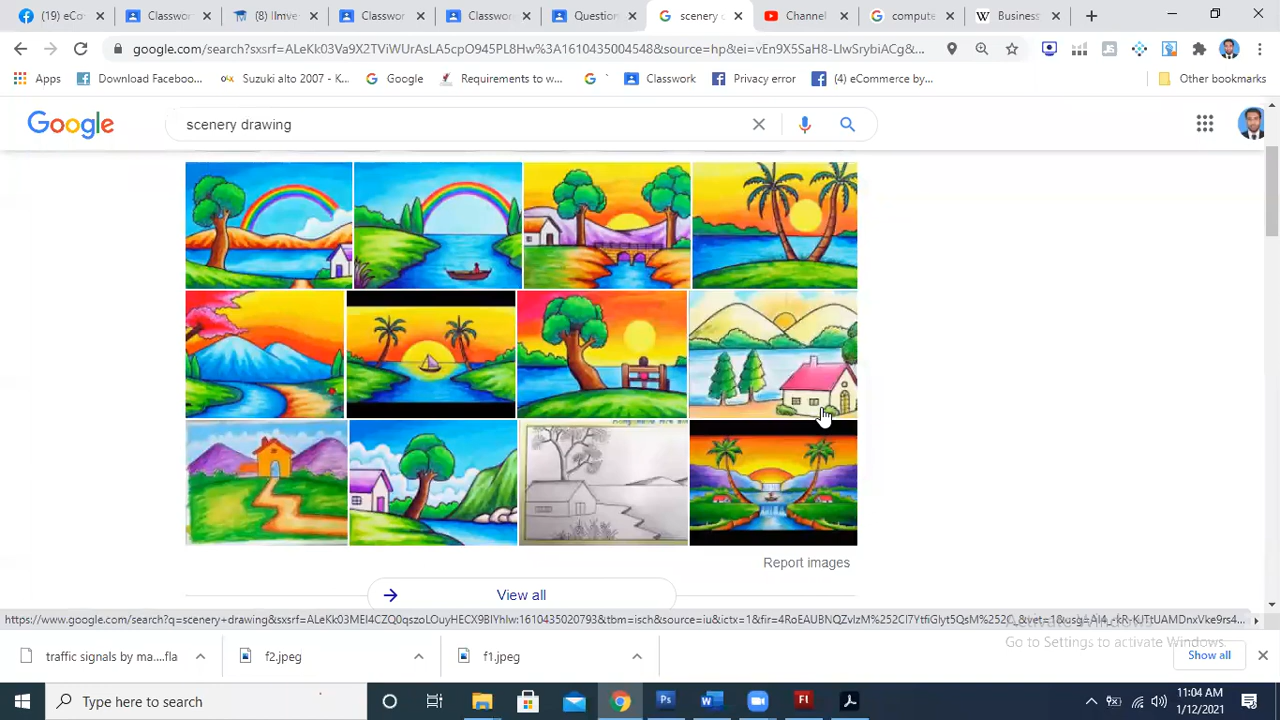 (19) eCo
Classworl
(8) Ilmve
Classwor
Classwor
Question
scenery d
Channel
compute
Business
google.com/search?sxsrf=ALeKk03Va9X2TViWUrAsLA5cpO945PL8Hw%3A1610435004548&source=hp&ei=vEn9X5SaH8-LlwSrybiACg&...
Apps
Download Faceboo...
Suzuki alto 2007 - K...
Google
Requirements to w...
Classwork
Privacy error
(4) eCommerce by...
Other bookmarks
Google
scenery drawing
Report images
View all
Activate Windows
Go to Settings to activate Windows.
traffic signals by ma....fla
f2.jpeg
f1.jpeg
Show all
Type here to search
11:04 AM
1/12/2021